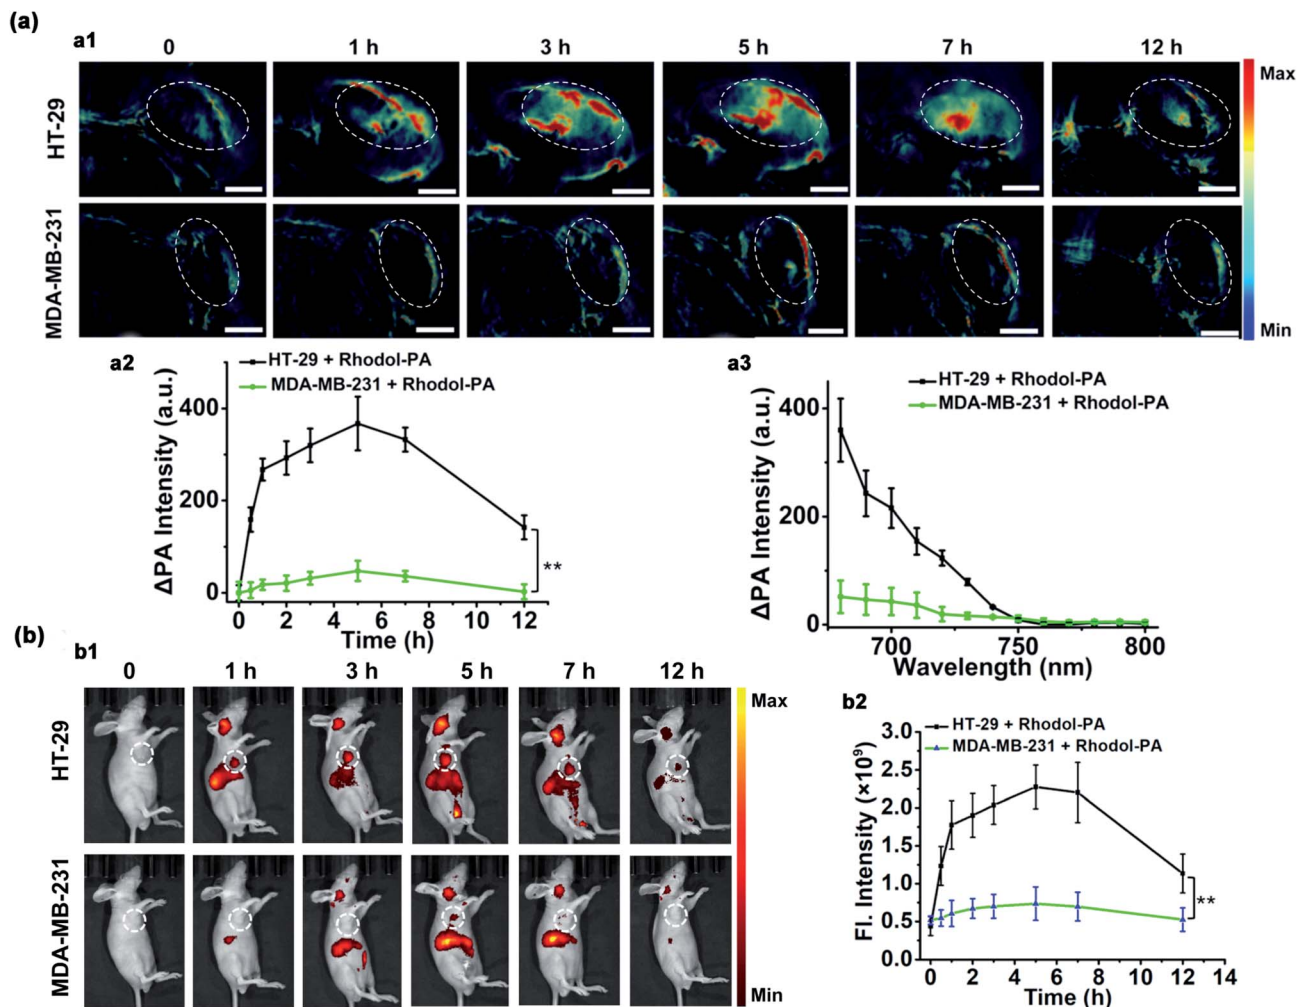 (a)
a1
0 1 h 3 h 5 h 7 h 12 h
HT-29
MDA-MB-231
Max
Min
a2
HT-29 + Rhodol-PA
MDA-MB-231 + Rhodol-PA
ΔPA Intensity (a.u.)
400
200
0
**
0 2 4 6 8 10 12
Time (h)
a3
HT-29 + Rhodol-PA
MDA-MB-231 + Rhodol-PA
ΔPA Intensity (a.u.)
400
200
0
700 750 800
Wavelength (nm)
(b)
b1
0 1 h 3 h 5 h 7 h 12 h
HT-29
MDA-MB-231
Max
Min
b2
HT-29 + Rhodol-PA
MDA-MB-231 + Rhodol-PA
Fl. Intensity (×10⁹)
3.0
2.5
2.0
1.5
1.0
0.5
0.0
**
0 2 4 6 8 10 12 14
Time (h)